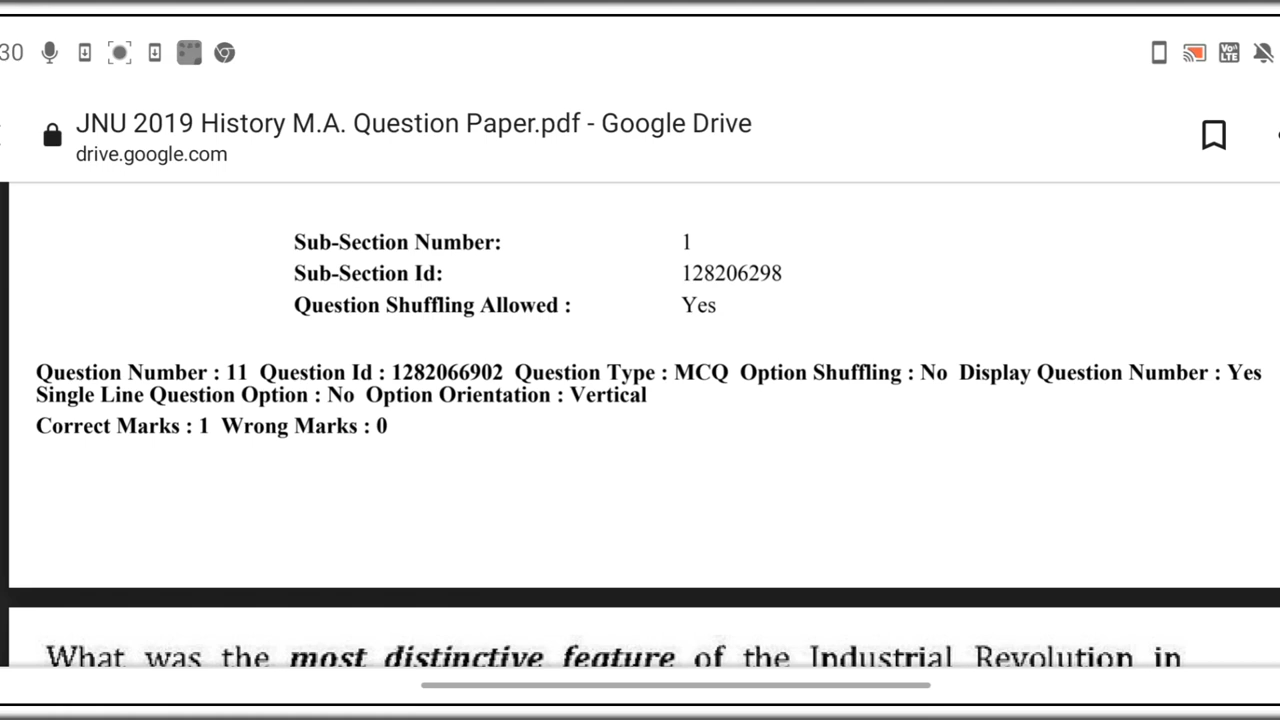 30
VoLTE
JNU 2019 History M.A. Question Paper.pdf - Google Drive
drive.google.com
Sub-Section Number: 1
Sub-Section Id: 128206298
Question Shuffling Allowed : Yes
Question Number : 11 Question Id : 1282066902 Question Type : MCQ Option Shuffling : No Display Question Number : Yes
Single Line Question Option : No Option Orientation : Vertical
Correct Marks : 1 Wrong Marks : 0
What was the most distinctive feature of the Industrial Revolution in